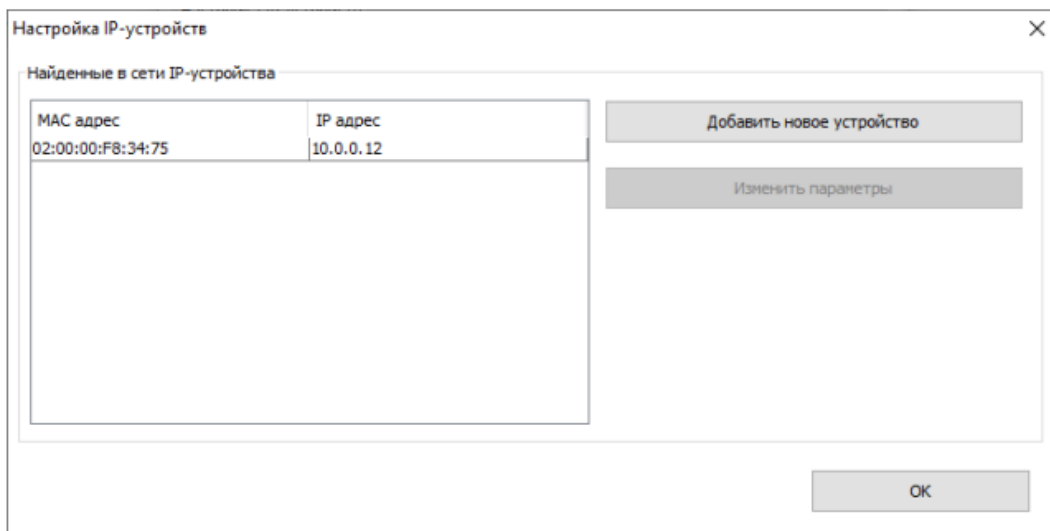 Настройка IP-устройств
Найденные в сети IP-устройства
MAC адрес IP адрес
02:00:00:F8:34:75 10.0.0.12
Добавить новое устройство
Изменить параметры
OK